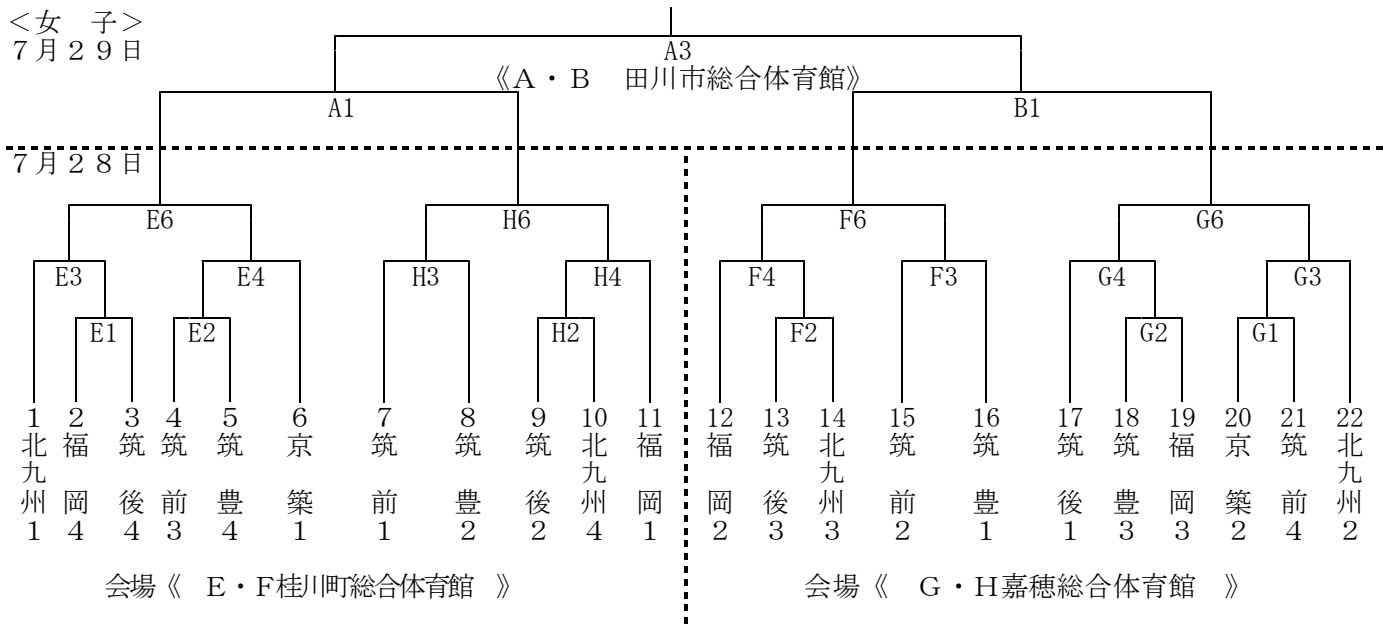 ＜女　子＞
７月２９日
A3
《Ａ・Ｂ　田川市総合体育館》
A1 B1
７月２８日
E6 H6 F6 G6
E3 E4 H3 H4 F4 F3 G4 G3
E1 E2 H2 F2 G2 G1
1 北九州１
2 福岡４
3 筑後４
4 筑前３
5 筑豊４
6 京築１
7 筑前１
8 筑豊２
9 筑後２
10 北九州４
11 福岡１
12 福岡２
13 筑後３
14 北九州３
15 筑前２
16 筑豊１
17 筑後１
18 筑豊３
19 福岡３
20 京築２
21 筑前４
22 北九州２
会場《　Ｅ・Ｆ桂川町総合体育館　》
会場《　Ｇ・Ｈ嘉穂総合体育館　》